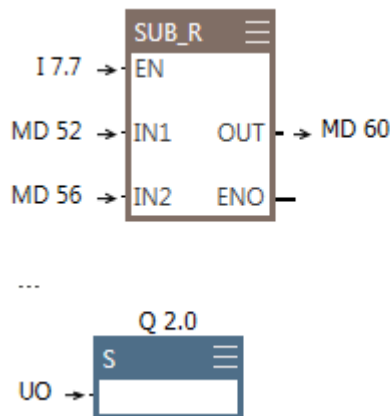 SUB_R
I 7.7 EN
MD 52 IN1 OUT MD 60
MD 56 IN2 ENO
...
Q 2.0
S
UO